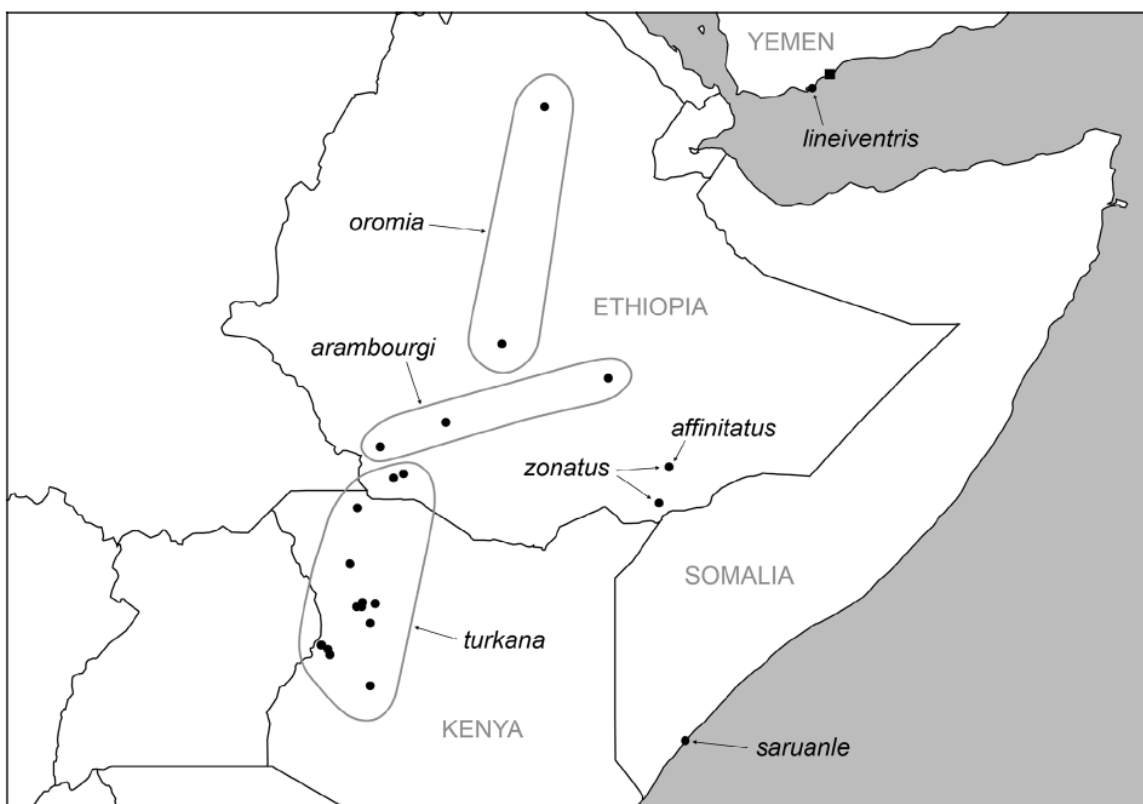 YEMEN
lineiventris
oromia
ETHIOPIA
arambourgi
affinitatus
zonatus
SOMALIA
turkana
KENYA
saruanle